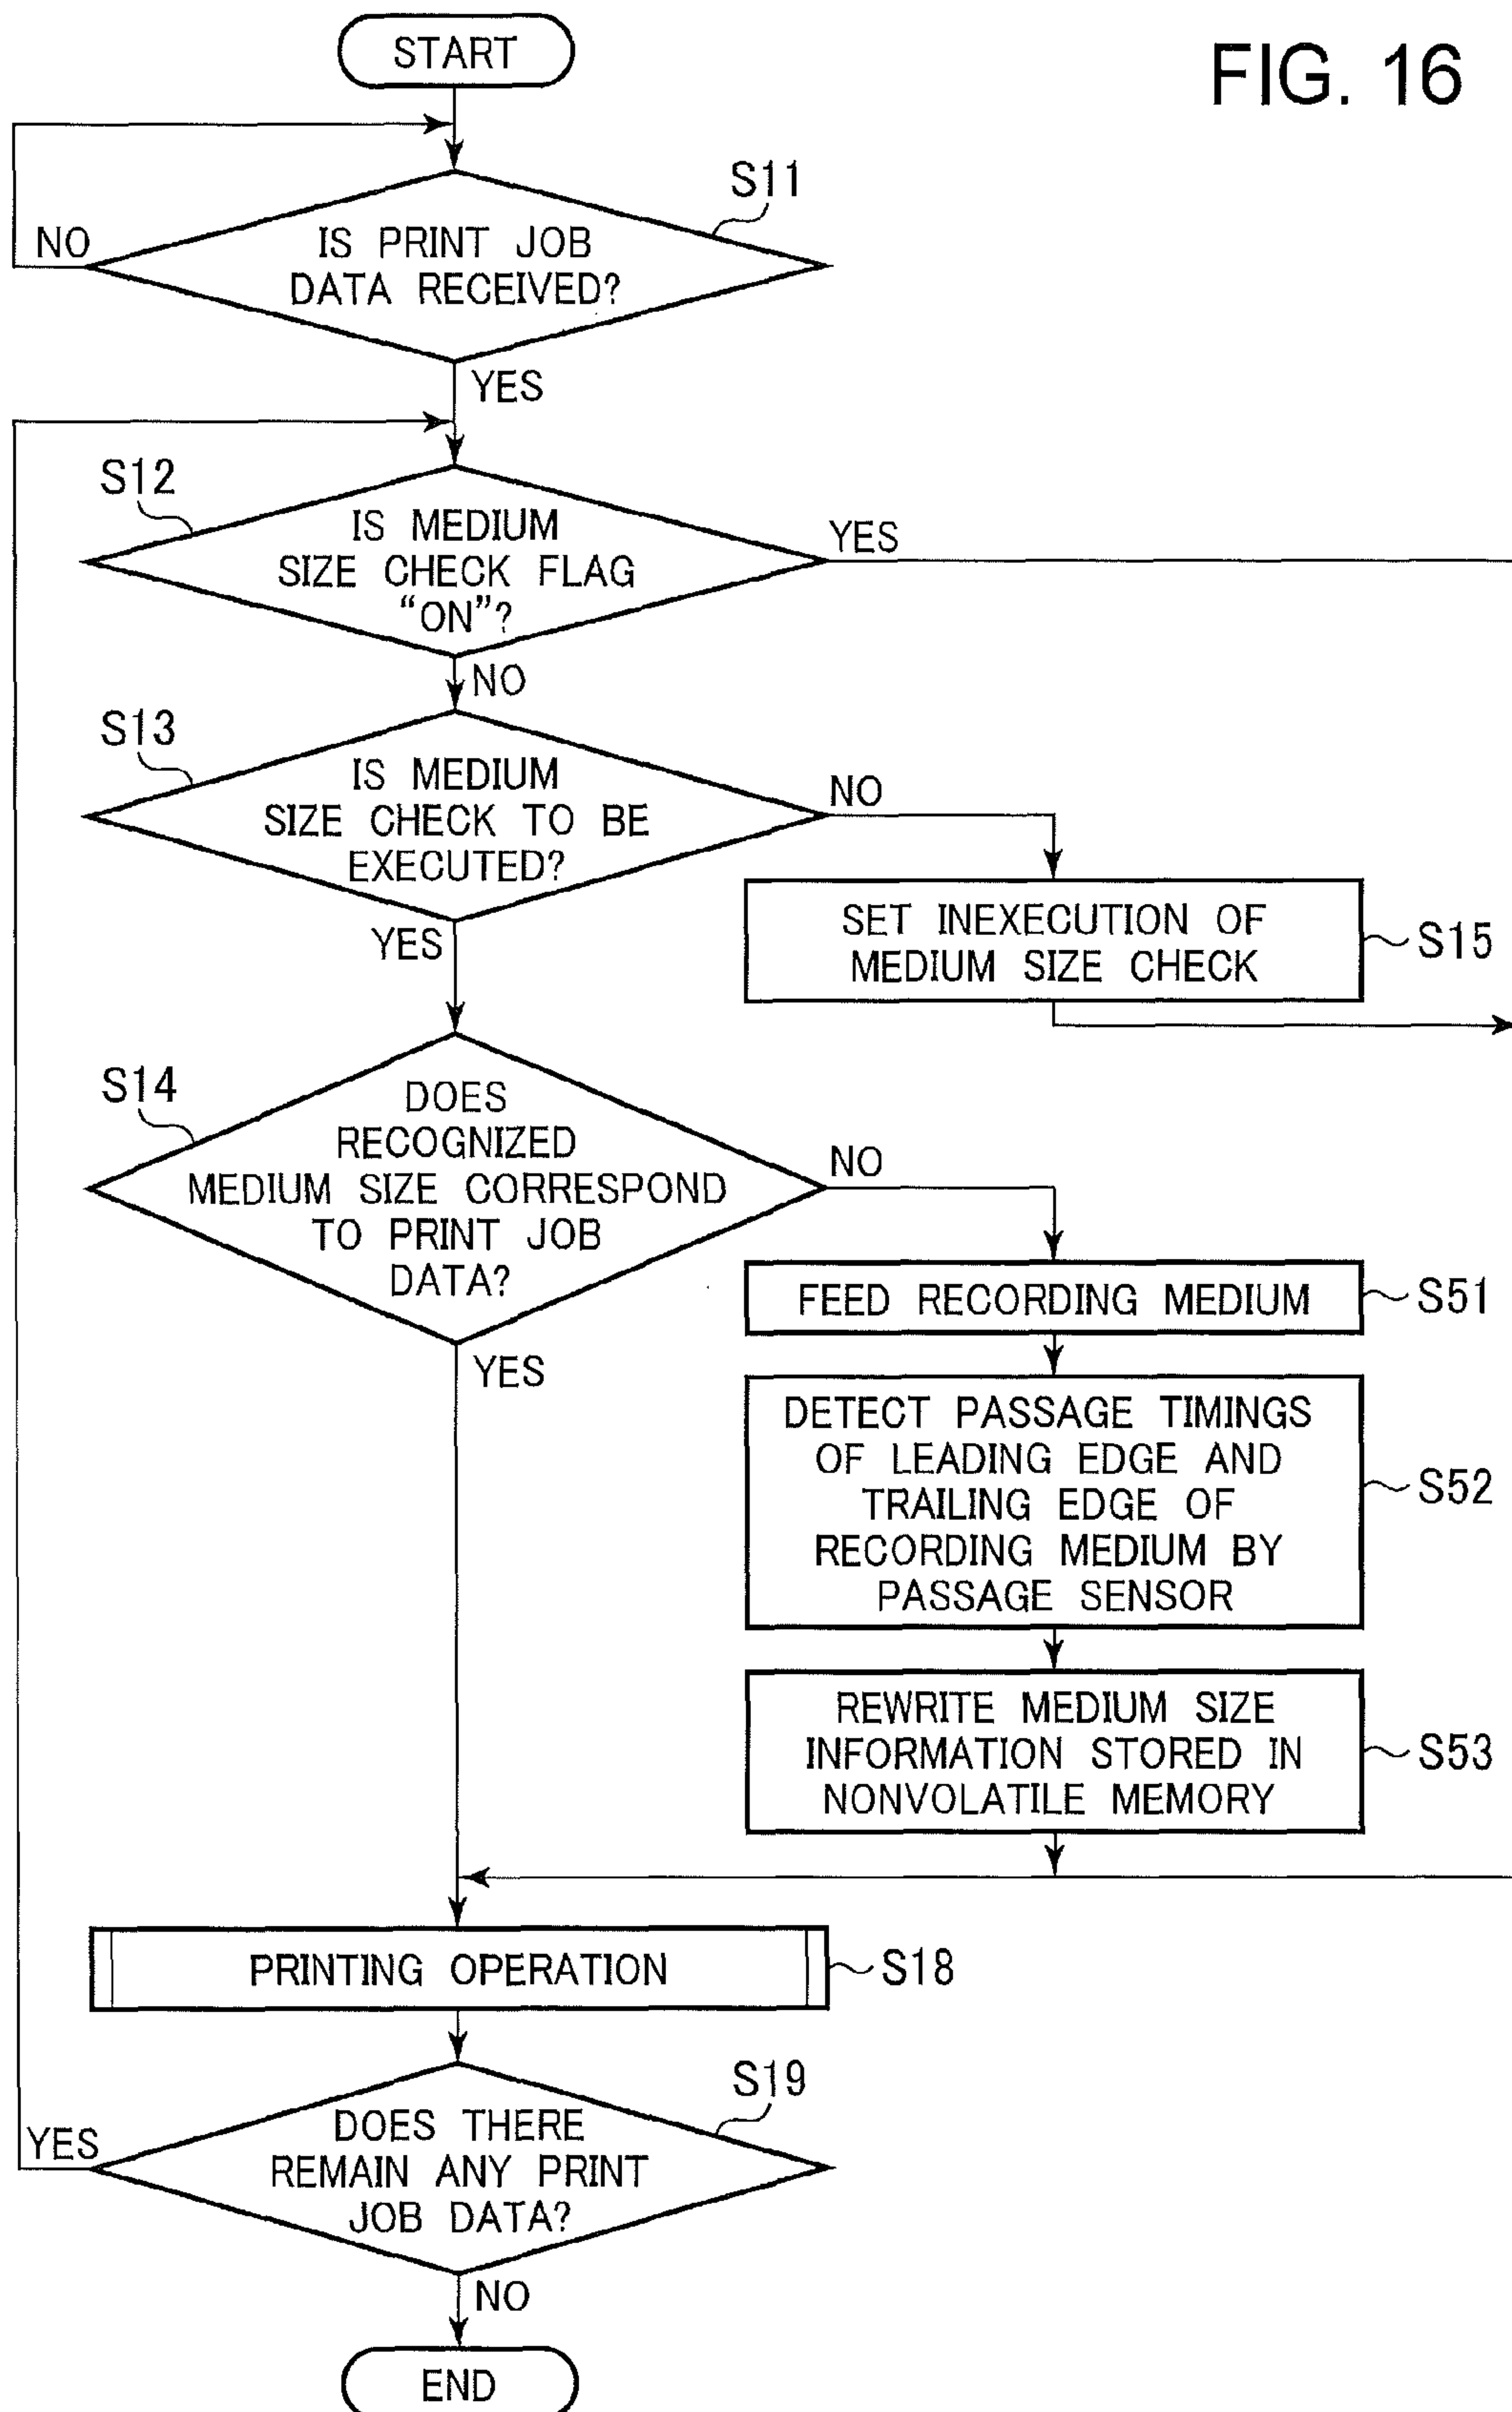 FIG. 16
START
S11
NO
IS PRINT JOB
DATA RECEIVED?
YES
S12
IS MEDIUM
SIZE CHECK FLAG
“ON”?
YES
NO
S13
IS MEDIUM
SIZE CHECK TO BE
EXECUTED?
NO
YES
SET INEXECUTION OF
MEDIUM SIZE CHECK
S15
S14
DOES
RECOGNIZED
MEDIUM SIZE CORRESPOND
TO PRINT JOB
DATA?
NO
YES
FEED RECORDING MEDIUM
S51
DETECT PASSAGE TIMINGS
OF LEADING EDGE AND
TRAILING EDGE OF
RECORDING MEDIUM BY
PASSAGE SENSOR
S52
REWRITE MEDIUM SIZE
INFORMATION STORED IN
NONVOLATILE MEMORY
S53
PRINTING OPERATION
S18
S19
YES
DOES THERE
REMAIN ANY PRINT
JOB DATA?
NO
END